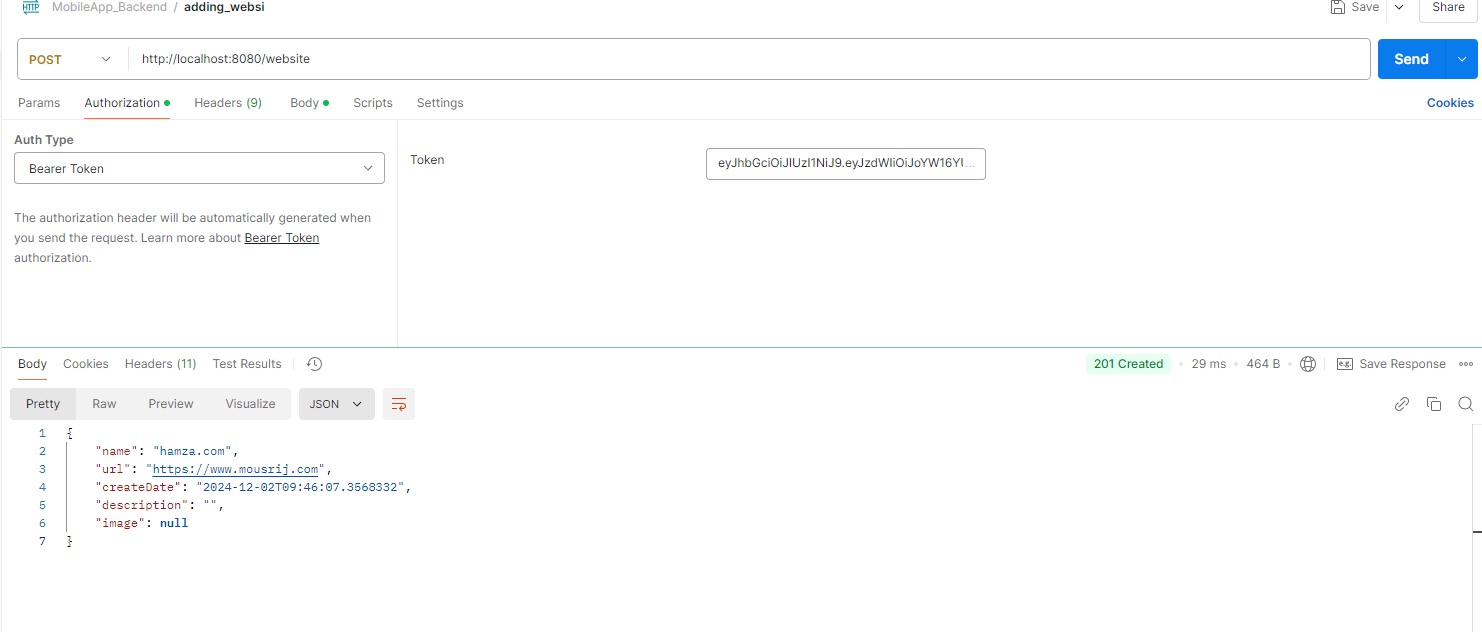 HTTP MobileApp_Backend / adding_websi Save Share
POST http://localhost:8080/website Send
Params Authorization Headers (9) Body Scripts Settings Cookies
Auth Type
Bearer Token
Token
eyJhbGciOiJIUzI1NiJ9.eyJzdWIiOiJoYW16YU...
The authorization header will be automatically generated when
you send the request. Learn more about Bearer Token
authorization.
Body Cookies Headers (11) Test Results 201 Created 29 ms 464 B e.g. Save Response
Pretty Raw Preview Visualize JSON
1 {
2 "name": "hamza.com",
3 "url": "https://www.mousrij.com",
4 "createDate": "2024-12-02T09:46:07.3568332",
5 "description": "",
6 "image": null
7 }